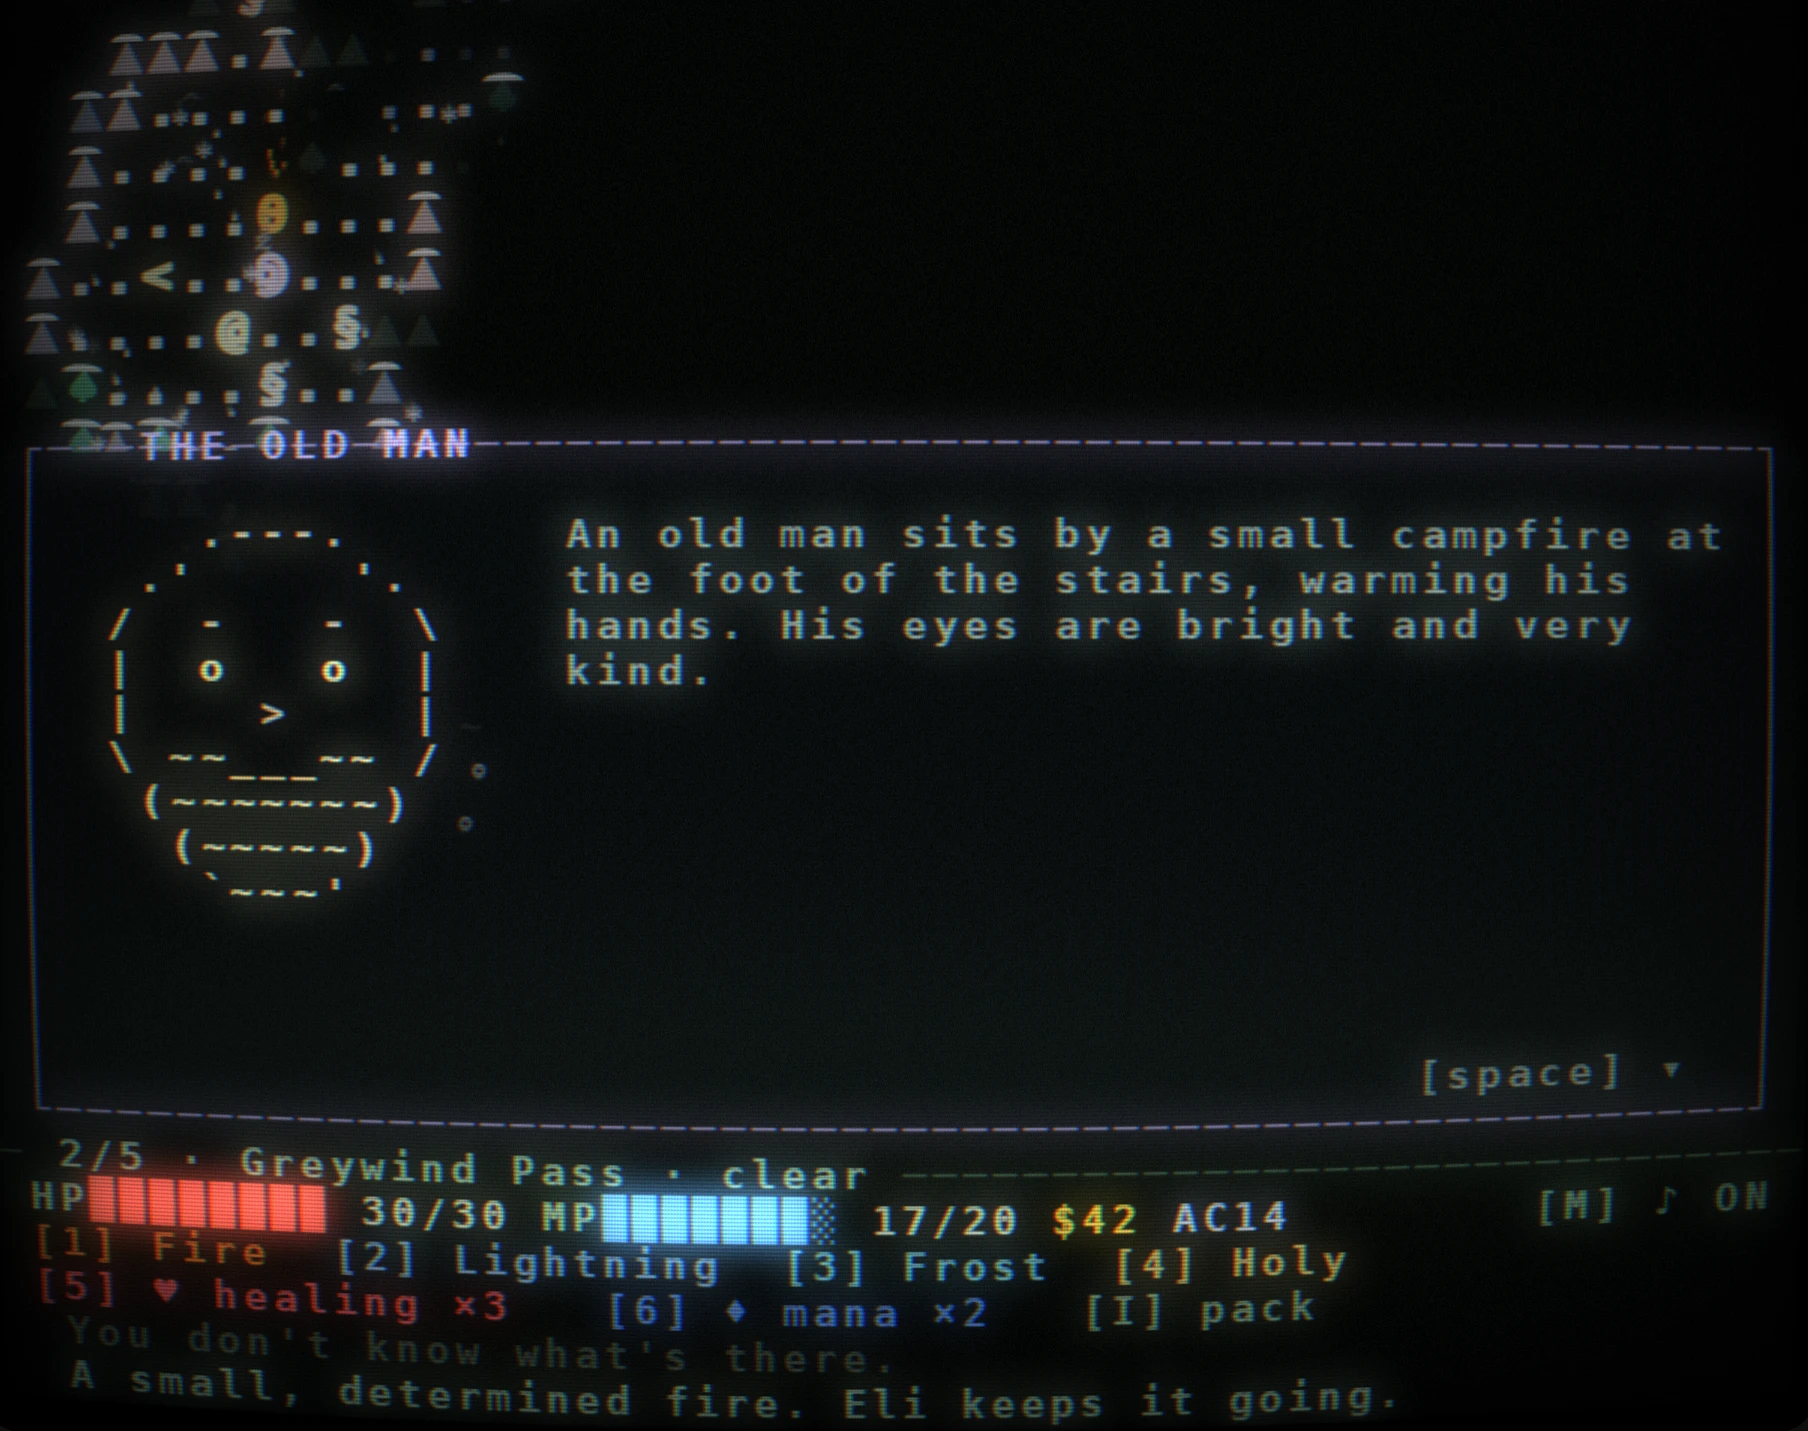 THE OLD MAN
An old man sits by a small campfire at
the foot of the stairs, warming his
hands. His eyes are bright and very
kind.
[space] ▾
2/5 · Greywind Pass · clear
HP 30/30 MP 17/20 $42 AC14 [M] ♪ ON
[1] Fire [2] Lightning [3] Frost [4] Holy
[5] ♥ healing ×3 [6] ♦ mana ×2 [I] pack
You don't know what's there.
A small, determined fire. Eli keeps it going.